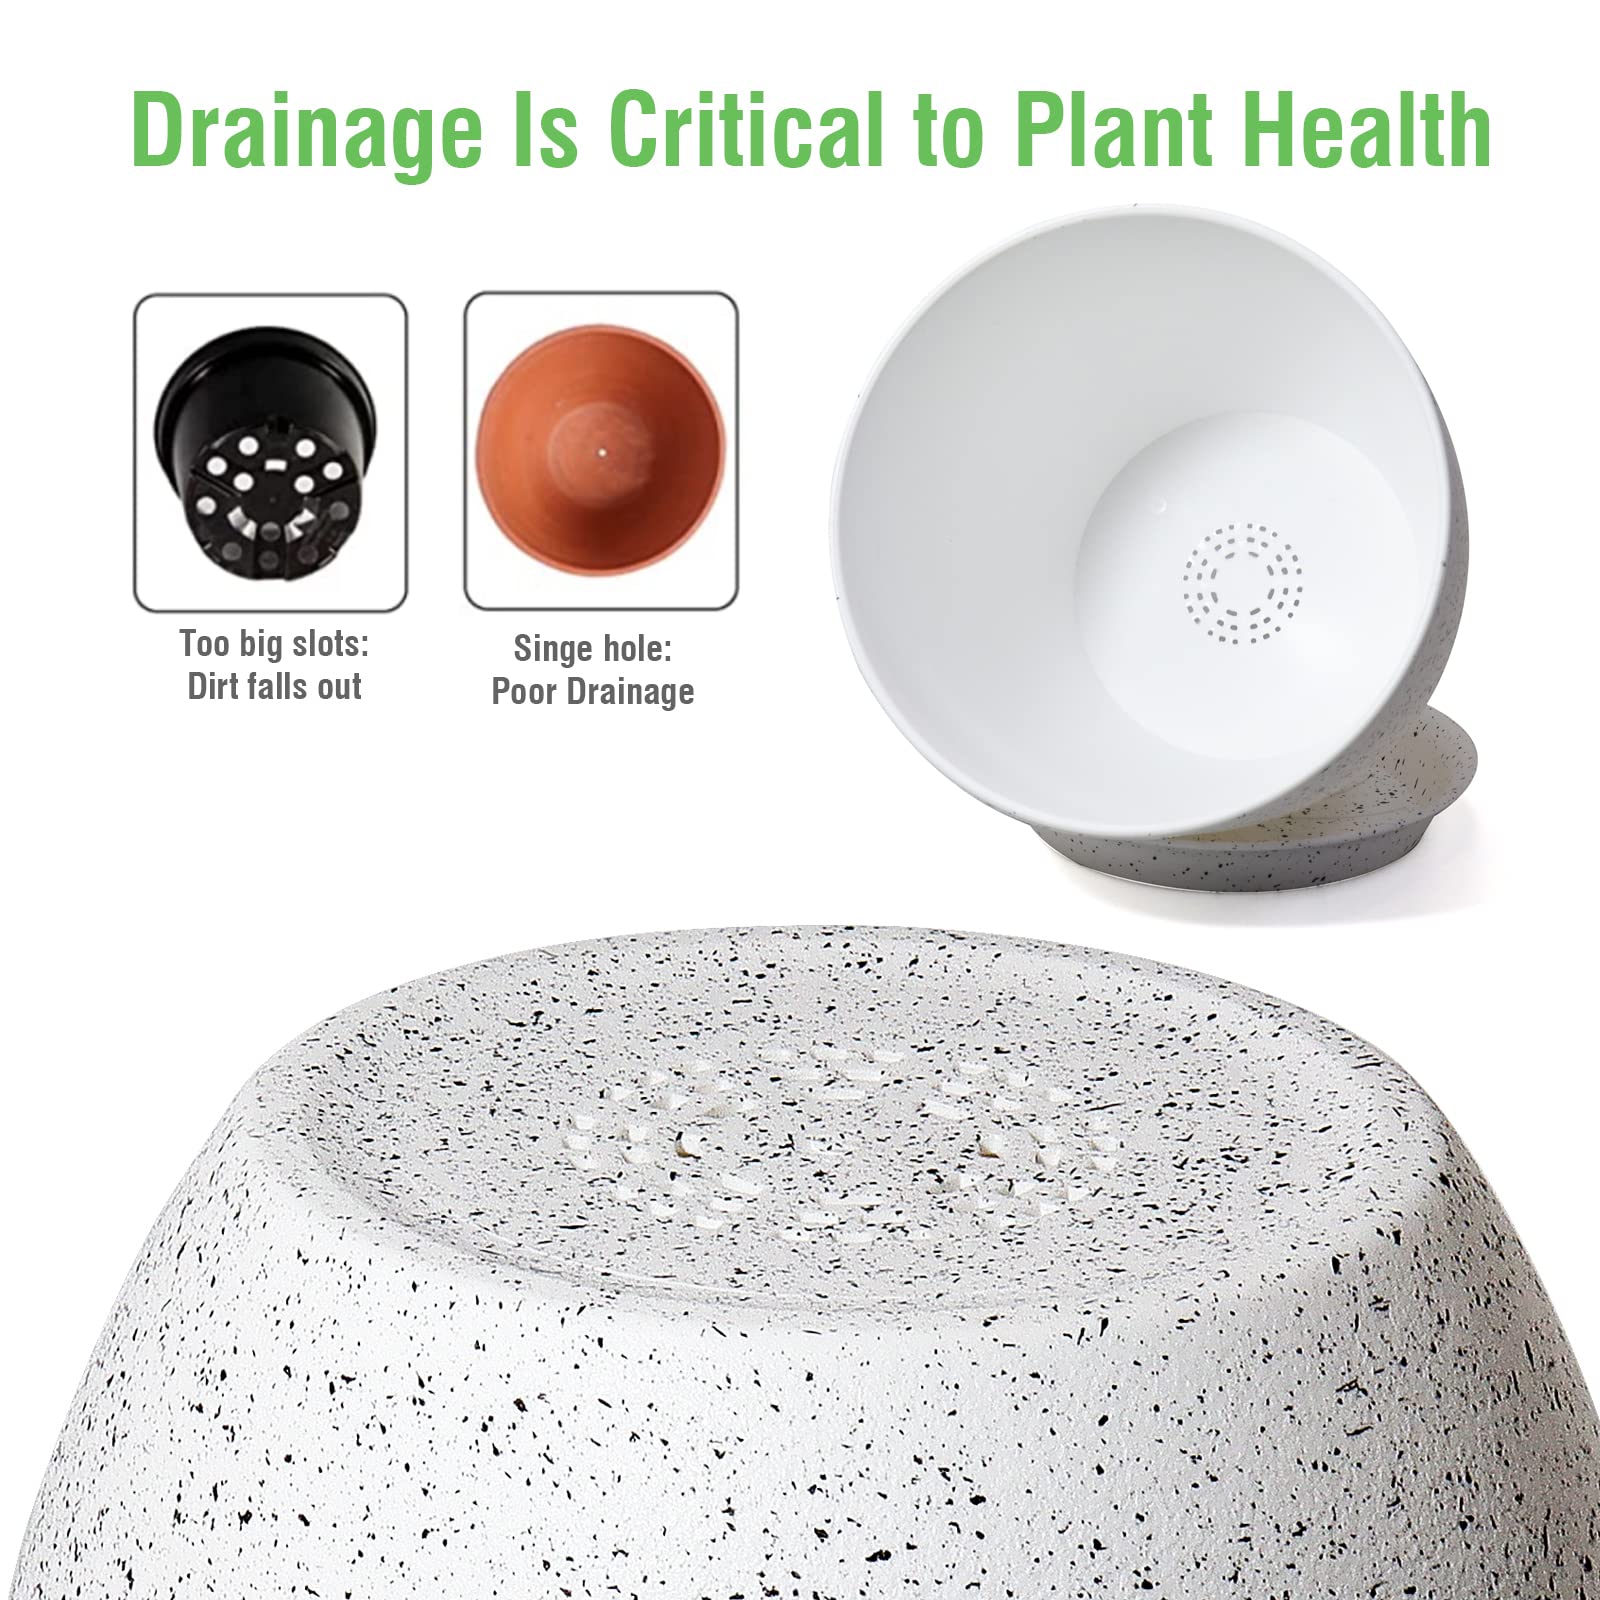 Drainage Is Critical to Plant Health
Too big slots:
Dirt falls out
Singe hole:
Poor Drainage